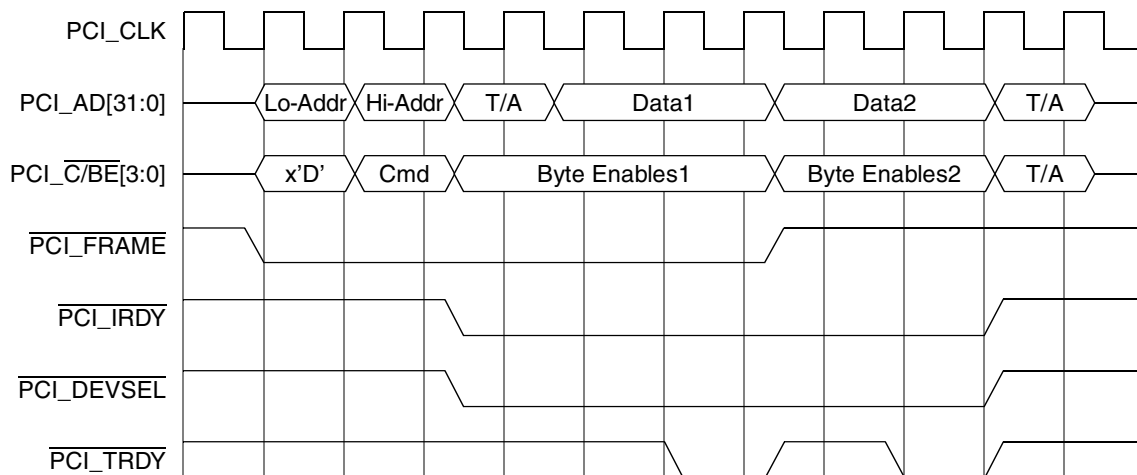 PCI_CLK
PCI_AD[31:0] Lo-Addr Hi-Addr T/A Data1 Data2 T/A
PCI_C/BE[3:0] x'D' Cmd Byte Enables1 Byte Enables2 T/A
PCI_FRAME
PCI_IRDY
PCI_DEVSEL
PCI_TRDY